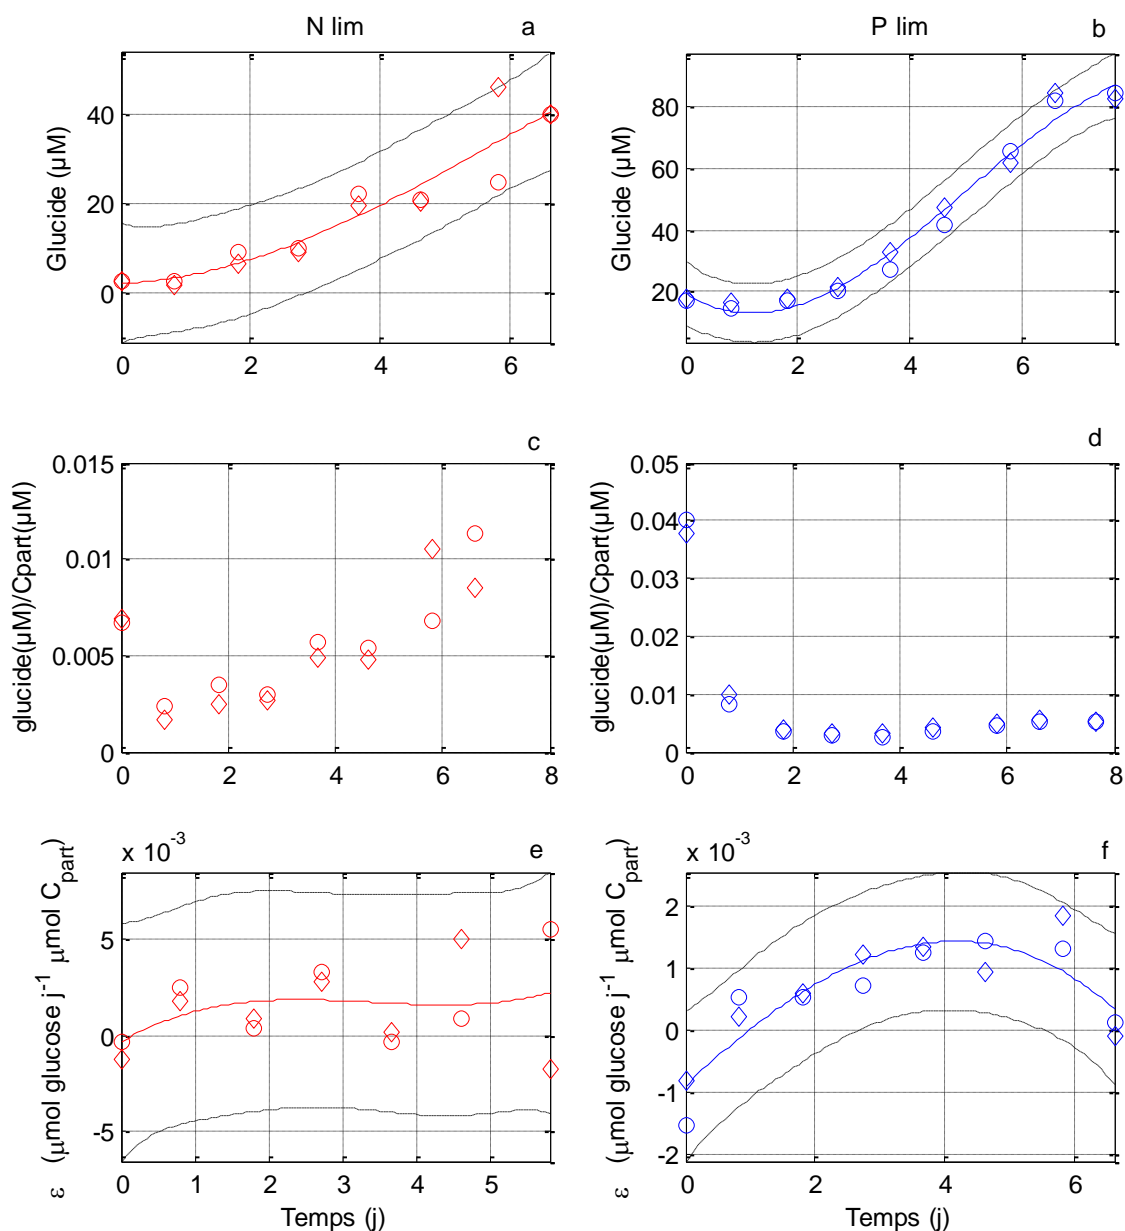 N lim a
P lim b
Glucide (µM)
40
20
0
0 2 4 6
Glucide (µM)
80
60
40
20
0 2 4 6
c
glucide(µM)/Cpart(µM)
0.015
0.01
0.005
0
0 2 4 6 8
d
glucide(µM)/Cpart(µM)
0.05
0.04
0.03
0.02
0.01
0
0 2 4 6 8
x 10^-3 e
ε (µmol glucose j^-1 µmol C_part)
5
0
-5
0 1 2 3 4 5
Temps (j)
x 10^-3 f
ε (µmol glucose j^-1 µmol C_part)
2
1
0
-1
-2
0 2 4 6
Temps (j)